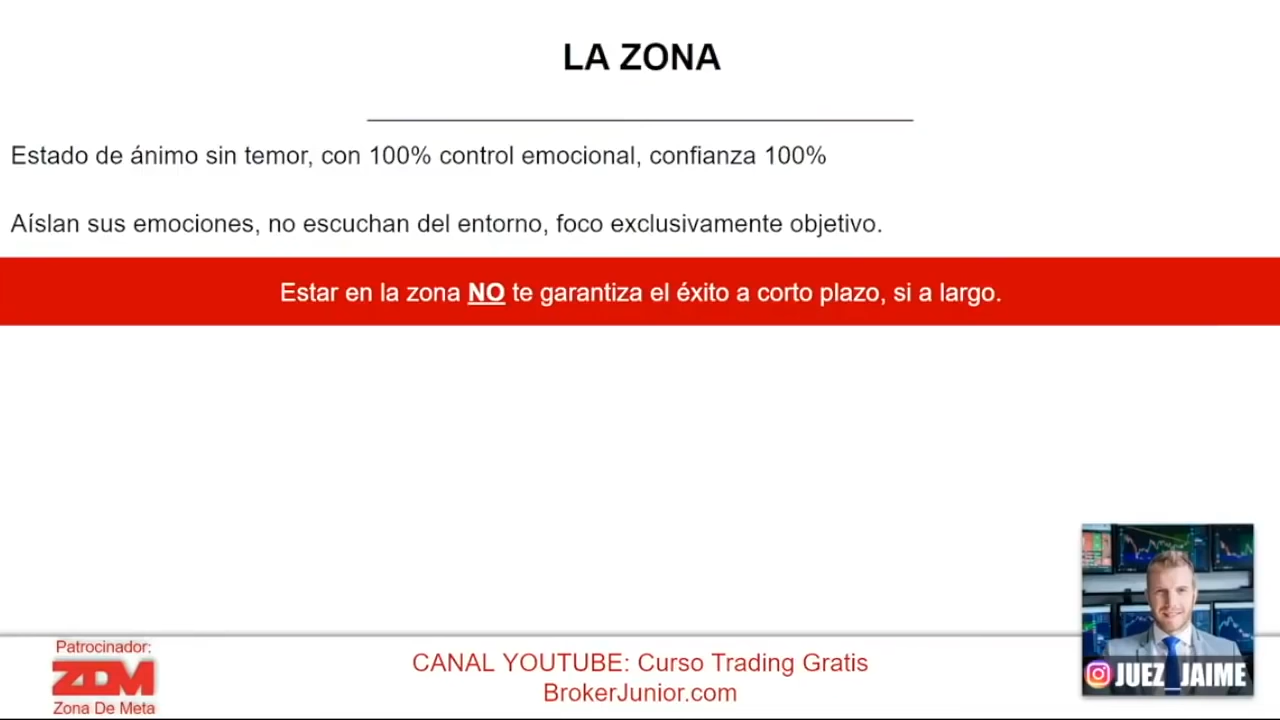 LA ZONA
Estado de ánimo sin temor, con 100% control emocional, confianza 100%
Aíslan sus emociones, no escuchan del entorno, foco exclusivamente objetivo.
Estar en la zona NO te garantiza el éxito a corto plazo, si a largo.
Patrocinador:
ZDM
Zona De Meta
CANAL YOUTUBE: Curso Trading Gratis
BrokerJunior.com
JUEZ_JAIME